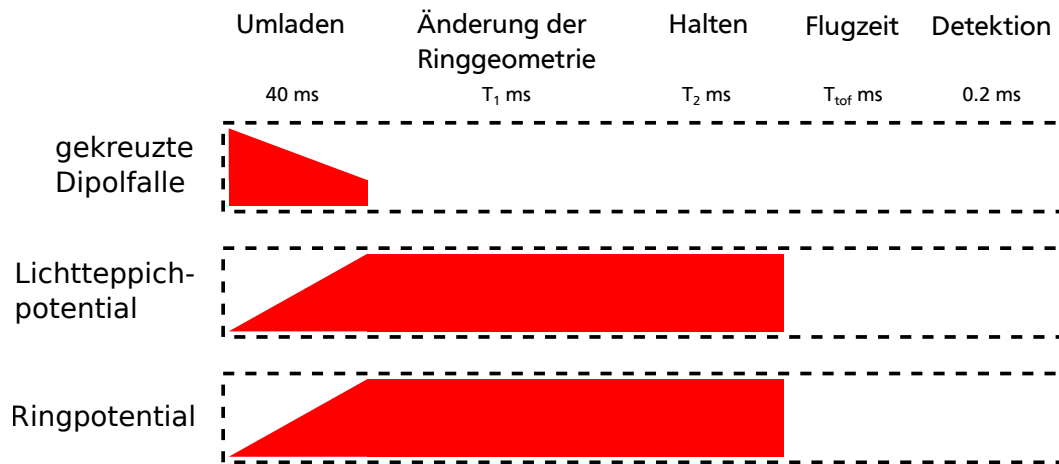 Umladen Änderung der Ringgeometrie Halten Flugzeit Detektion
40 ms T₁ ms T₂ ms Ttof ms 0.2 ms
gekreuzte
Dipolfalle
Lichtteppich-
potential
Ringpotential